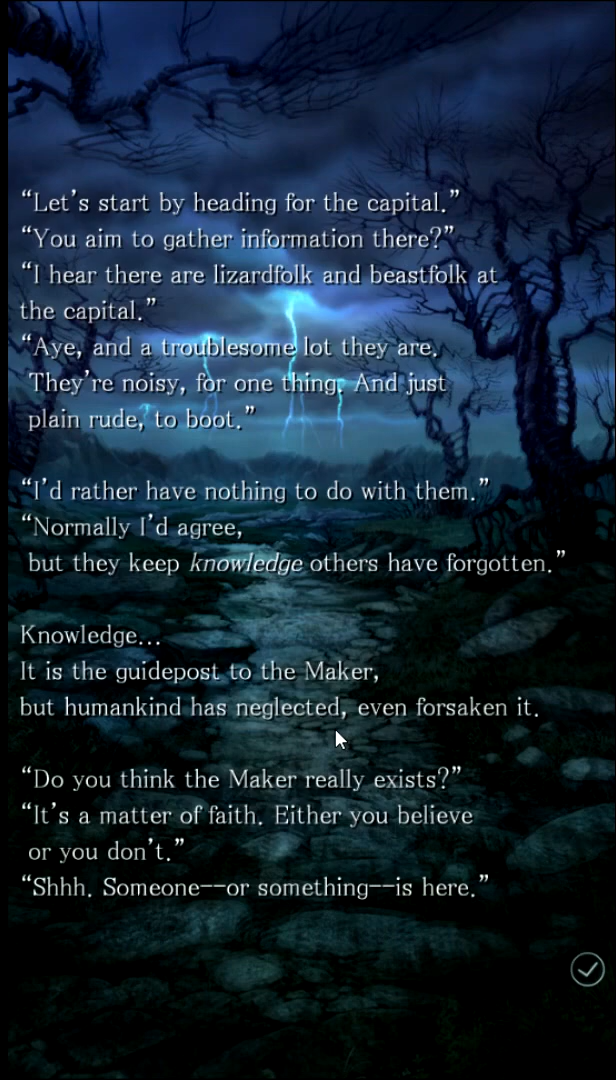 “Let’s start by heading for the capital.”
“You aim to gather information there?”
“I hear there are lizardfolk and beastfolk at
the capital.”
“Aye, and a troublesome lot they are.
They’re noisy, for one thing. And just
plain rude, to boot.”
“I’d rather have nothing to do with them.”
“Normally I’d agree,
but they keep knowledge others have forgotten.”
Knowledge...
It is the guidepost to the Maker,
but humankind has neglected, even forsaken it.
“Do you think the Maker really exists?”
“It’s a matter of faith. Either you believe
or you don’t.”
“Shhh. Someone--or something--is here.”